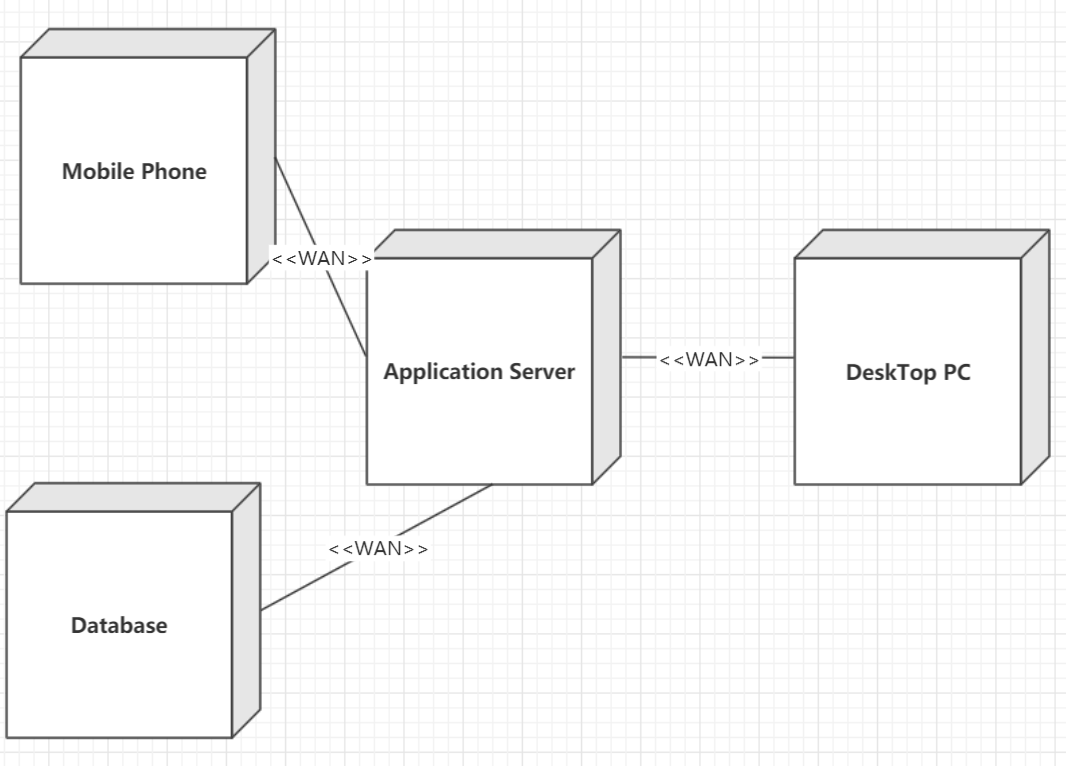 Mobile Phone
<<WAN>>
Application Server
<<WAN>>
DeskTop PC
<<WAN>>
Database